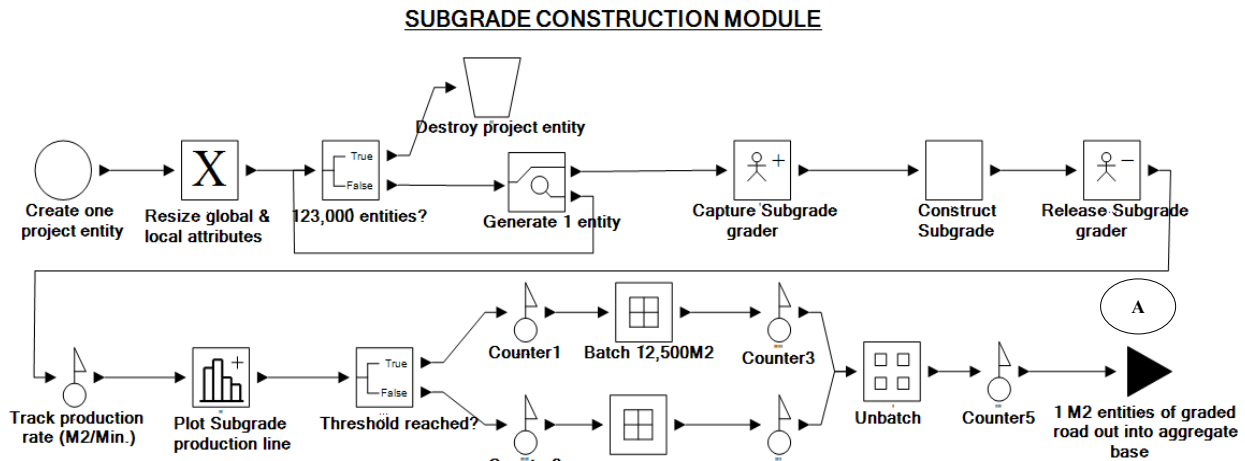 SUBGRADE CONSTRUCTION MODULE
Destroy project entity
True
False
X
+
−
Create one
project entity
Resize global &
local attributes
123,000 entities?
Generate 1 entity
Capture Subgrade
grader
Construct
Subgrade
Release Subgrade
grader
A
+
True
False
Counter1
Batch 12,500M2
Counter3
Track production
rate (M2/Min.)
Plot Subgrade
production line
Threshold reached?
Unbatch
Counter5
1 M2 entities of graded
road out into aggregate
base